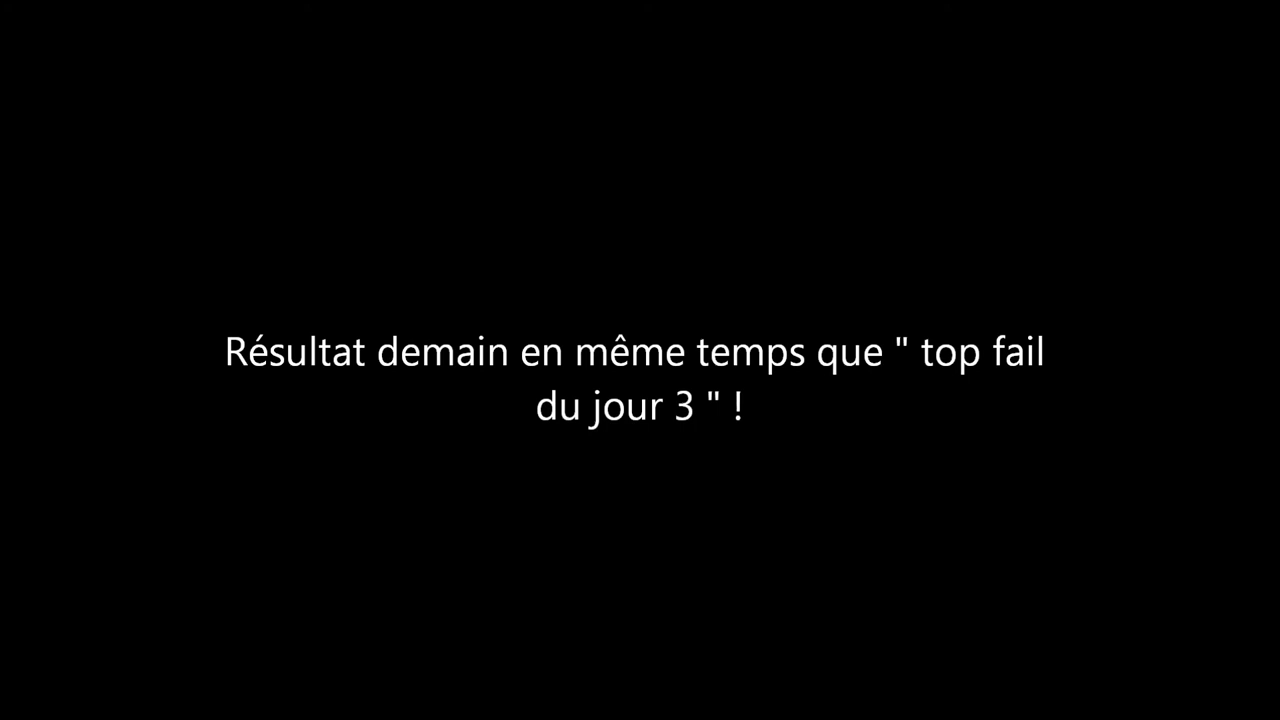 Résultat demain en même temps que " top fail
du jour 3 " !